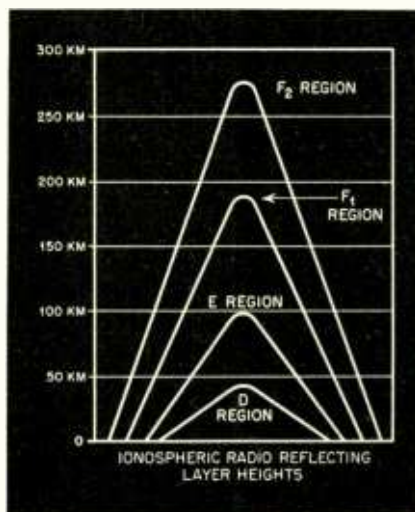 300 KM
F₂ REGION
250 KM
200 KM
F₁
REGION
150 KM
E REGION
100 KM
50 KM
D
REGION
0
IONOSPHERIC RADIO REFLECTING
LAYER HEIGHTS